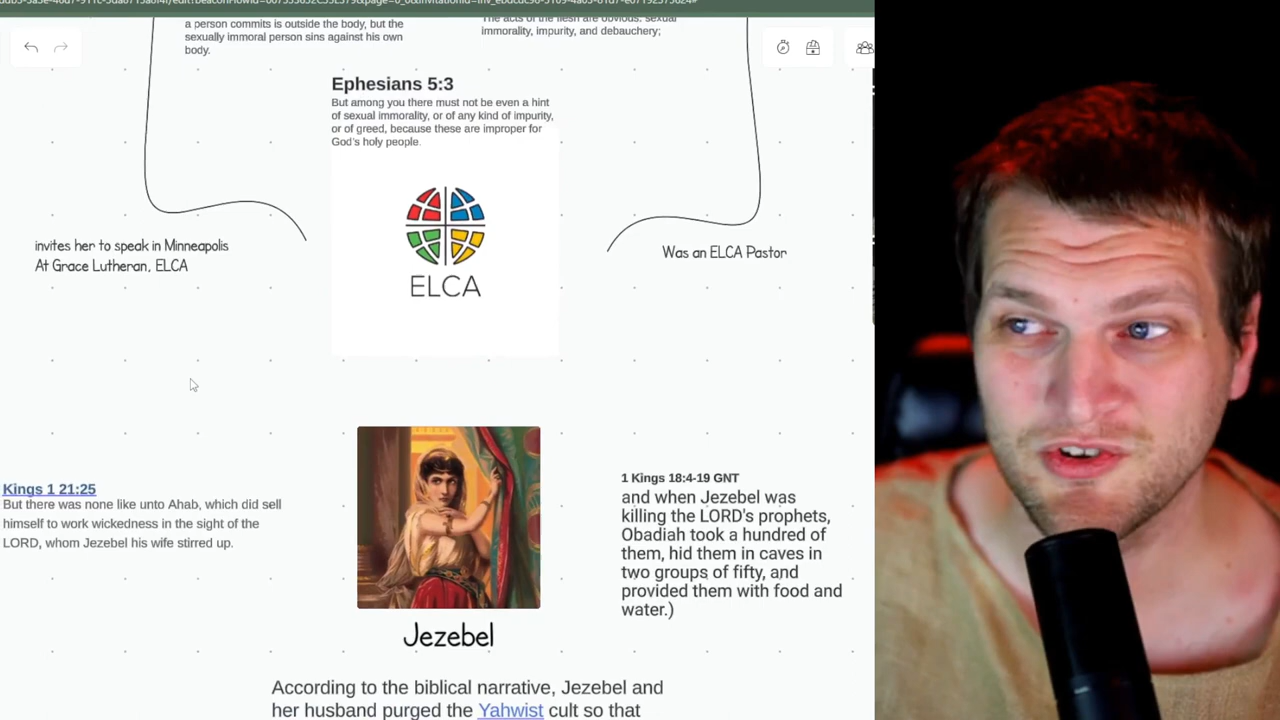 a person commits is outside the body, but the
sexually immoral person sins against his own
body.
The acts of the flesh are obvious: sexual
immorality, impurity, and debauchery;
Ephesians 5:3
But among you there must not be even a hint
of sexual immorality, or of any kind of impurity,
or of greed, because these are improper for
God's holy people.
invites her to speak in Minneapolis
At Grace Lutheran, ELCA
ELCA
Was an ELCA Pastor
Kings 1 21:25
But there was none like unto Ahab, which did sell
himself to work wickedness in the sight of the
LORD, whom Jezebel his wife stirred up.
1 Kings 18:4-19 GNT
and when Jezebel was
killing the LORD's prophets,
Obadiah took a hundred of
them, hid them in caves in
two groups of fifty, and
provided them with food and
water.)
Jezebel
According to the biblical narrative, Jezebel and
her husband purged the Yahwist cult so that